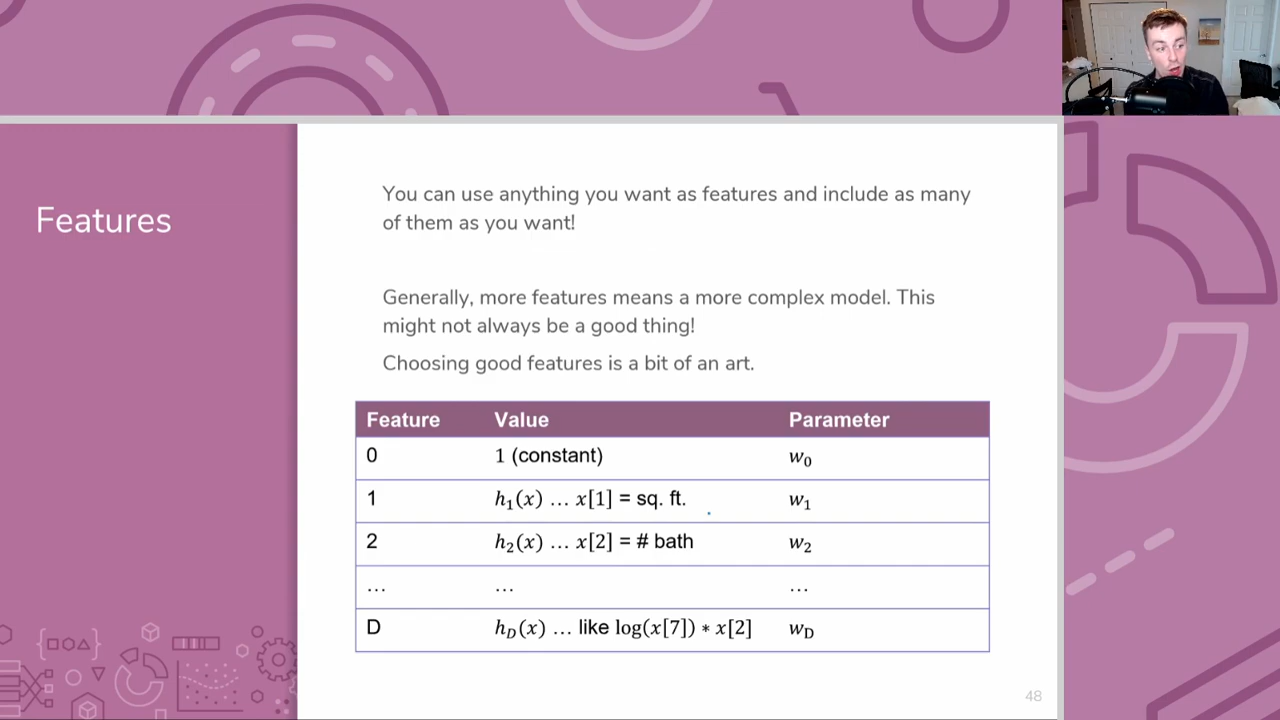 Features
You can use anything you want as features and include as many
of them as you want!
Generally, more features means a more complex model. This
might not always be a good thing!
Choosing good features is a bit of an art.
Feature Value Parameter
0 1 (constant) w₀
1 h₁(x) … x[1] = sq. ft. w₁
2 h₂(x) … x[2] = # bath w₂
… … …
D h_D(x) … like log(x[7]) ∗ x[2] w_D
48